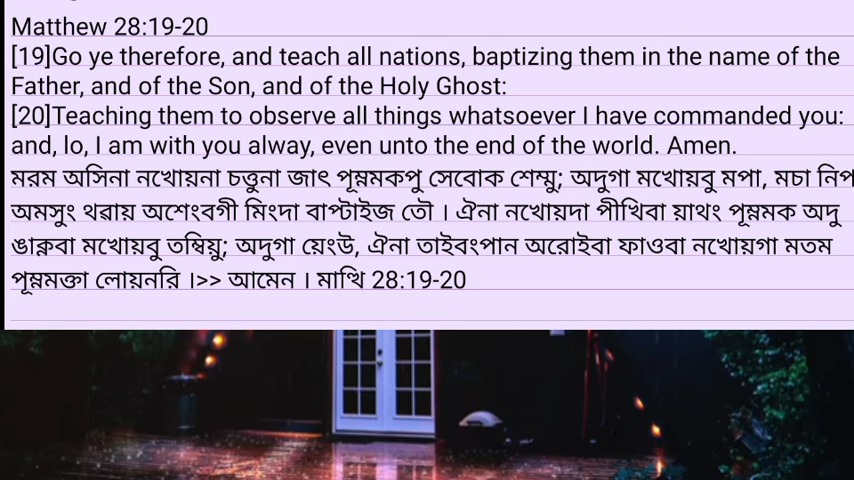 Matthew 28:19-20
[19]Go ye therefore, and teach all nations, baptizing them in the name of the
Father, and of the Son, and of the Holy Ghost:
[20]Teaching them to observe all things whatsoever I have commanded you:
and, lo, I am with you alway, even unto the end of the world. Amen.
মরম অসিনা নখোয়না চত্তুনা জাৎ পূম্নমকপু সেবোক শেম্মু; অদুগা মখোয়বু মপা, মচা নিপ
অমসুং থৱায় অশেংবগী মিংদা বাপ্টাইজ তৌ । ঐনা নখোয়দা পীখিবা য়াথং পূম্নমক অদু
ঙাক্নবা মখোয়বু তম্বিয়ু; অদুগা য়েংউ, ঐনা তাইবংপান অরোইবা ফাওবা নখোয়গা মতম
পূম্নমক্তা লোয়নরি ।>> আমেন । মাত্থি 28:19-20